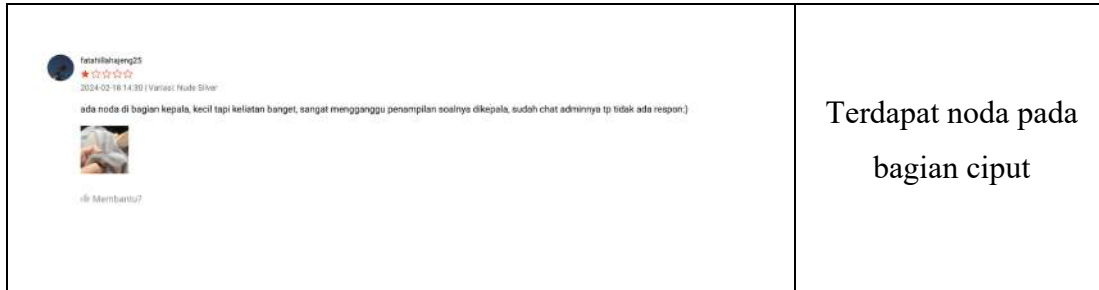 fatahillahajeng25
2024-02-18 14:30 | Variasi: Nude Silver
ada noda di bagian kepala, kecil tapi keliatan banget, sangat mengganggu penampilan soalnya dikepala, sudah chat adminnya tp tidak ada respon:)
Membantu7
Terdapat noda pada
bagian ciput